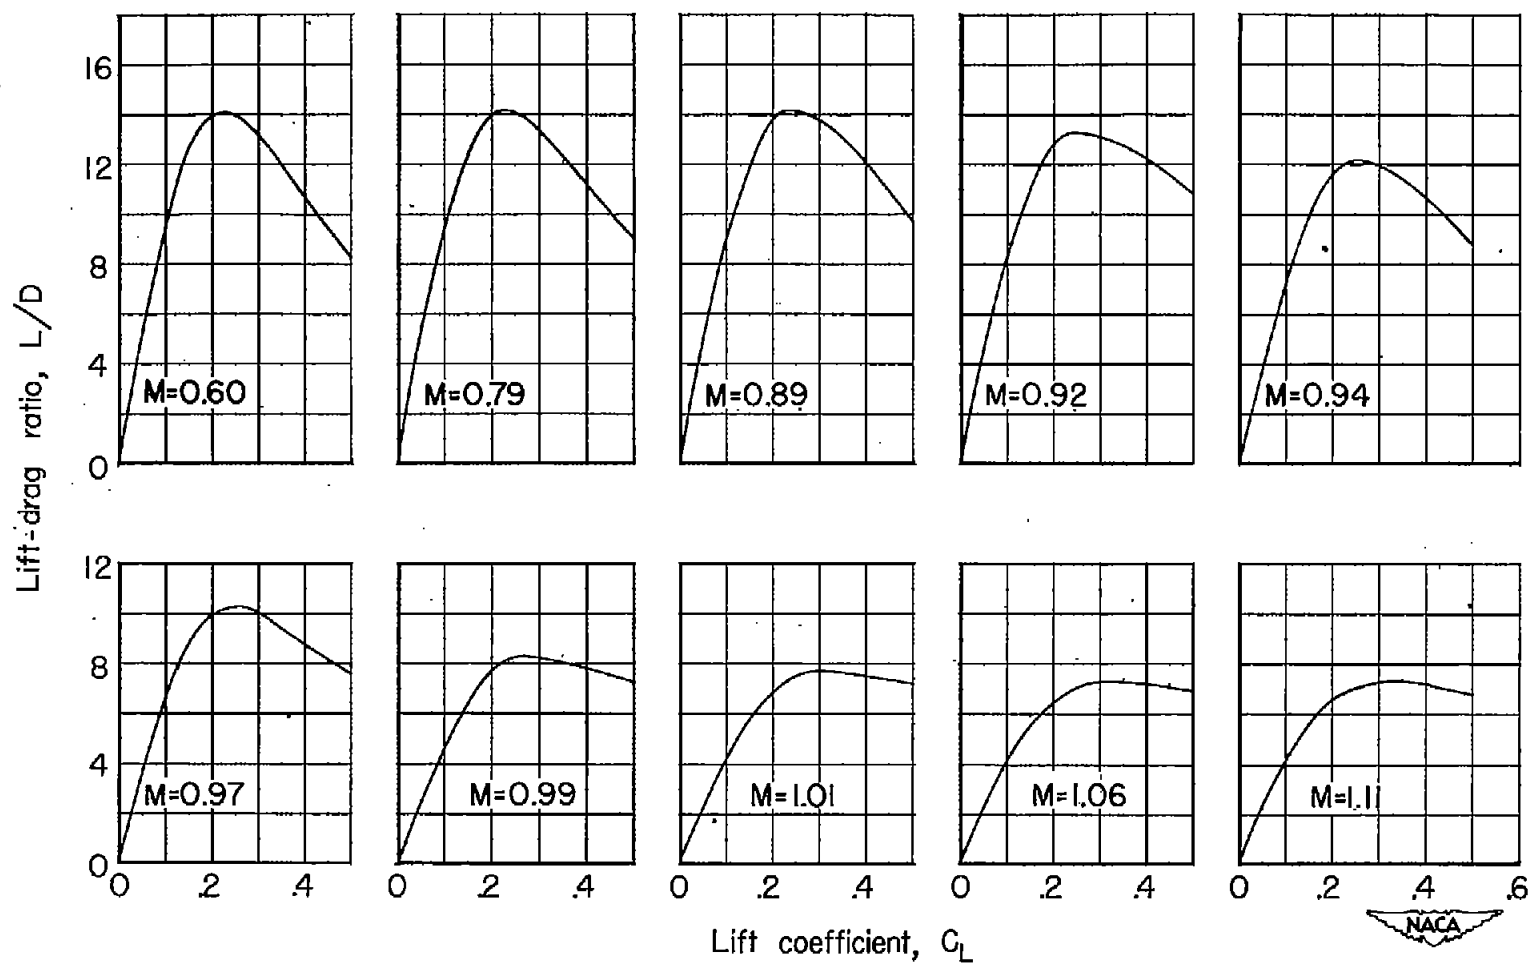 16
12
8
4
0
M=0.60
M=0.79
M=0.89
M=0.92
M=0.94
Lift-drag ratio, L/D
12
8
4
0
M=0.97
M=0.99
M=1.01
M=1.06
M=1.11
0 .2 .4
0 .2 .4
0 .2 .4
0 .2 .4
0 .2 .4 .6
Lift coefficient, CL
NACA